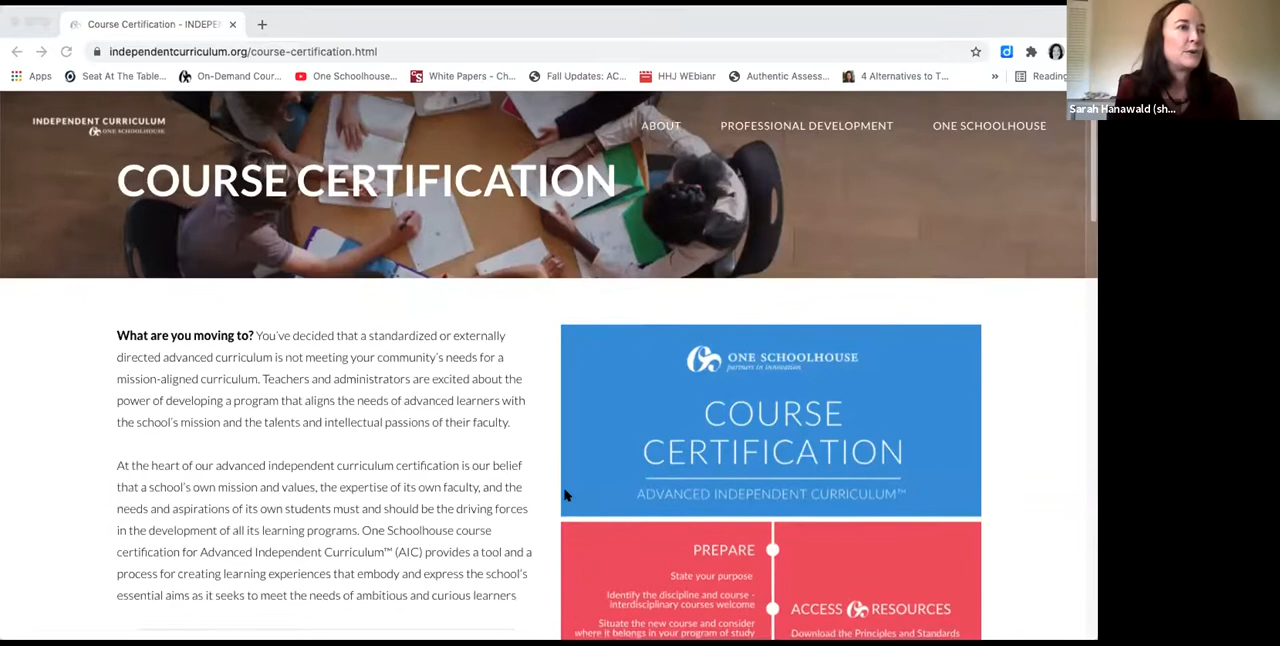 Course Certification - INDEPE
independentcurriculum.org/course-certification.html
Apps
Seat At The Table...
On-Demand Cour...
One Schoolhouse...
White Papers - Ch...
Fall Updates: AC...
HHJ WEbianr
Authentic Assess...
4 Alternatives to T...
»
Reading
Sarah Hanawald (sh...
INDEPENDENT CURRICULUM
ONE SCHOOLHOUSE
ABOUT
PROFESSIONAL DEVELOPMENT
ONE SCHOOLHOUSE
COURSE CERTIFICATION
What are you moving to? You've decided that a standardized or externally
directed advanced curriculum is not meeting your community's needs for a
mission-aligned curriculum. Teachers and administrators are excited about the
power of developing a program that aligns the needs of advanced learners with
the school's mission and the talents and intellectual passions of their faculty.
At the heart of our advanced independent curriculum certification is our belief
that a school's own mission and values, the expertise of its own faculty, and the
needs and aspirations of its own students must and should be the driving forces
in the development of all its learning programs. One Schoolhouse course
certification for Advanced Independent Curriculum™ (AIC) provides a tool and a
process for creating learning experiences that embody and express the school's
essential aims as it seeks to meet the needs of ambitious and curious learners
ONE SCHOOLHOUSE
partners in innovation
COURSE
CERTIFICATION
ADVANCED INDEPENDENT CURRICULUM™
PREPARE
State your purpose
Identify the discipline and course -
interdisciplinary courses welcome
Situate the new course and consider
where it belongs in your program of study
ACCESS RESOURCES
Download the Principles and Standards